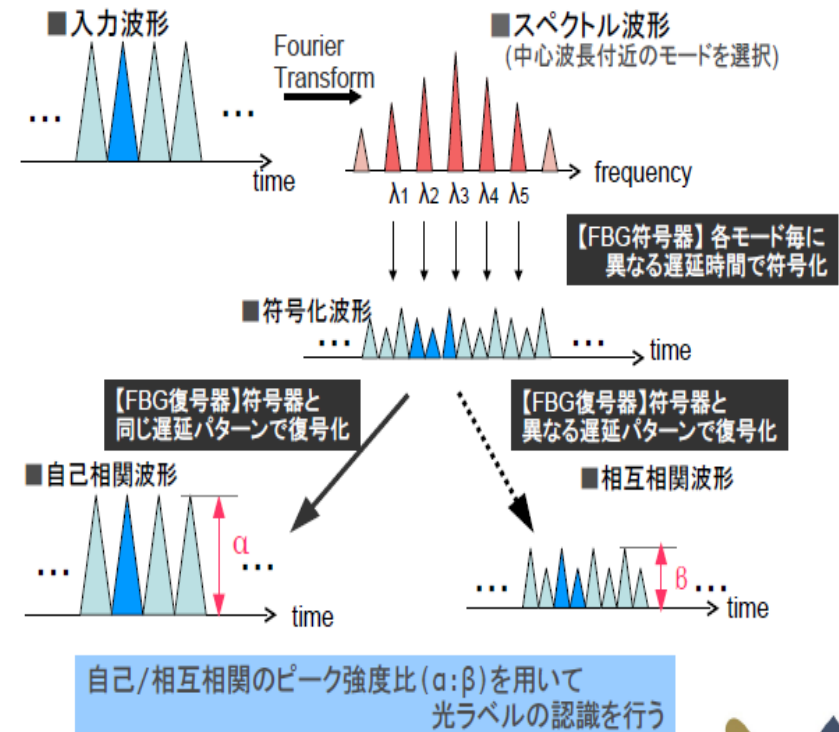 ■入力波形
Fourier
Transform
■スペクトル波形
(中心波長付近のモードを選択)
...
...
time
frequency
λ1 λ2 λ3 λ4 λ5
【FBG符号器】各モード毎に
異なる遅延時間で符号化
■符号化波形
...
...
time
【FBG復号器】符号器と
同じ遅延パターンで復号化
【FBG復号器】符号器と
異なる遅延パターンで復号化
■自己相関波形
■相互相関波形
...
α
...
time
...
β
...
time
自己/相互相関のピーク強度比(α:β)を用いて
光ラベルの認識を行う